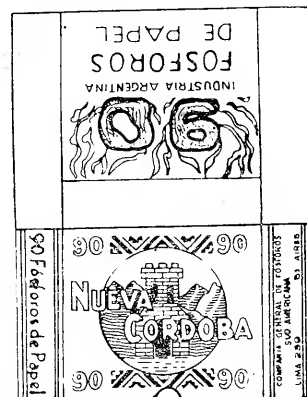 90
INDUSTRIA ARGENTINA
FOSFOROS
DE PAPEL
90 90
NUEVA
CORDOBA
90 90
90 Fósforos de Papel
COMPAÑIA GENERAL DE FOSFOROS
SUD AMERICANA
LIMA Bs AIRES